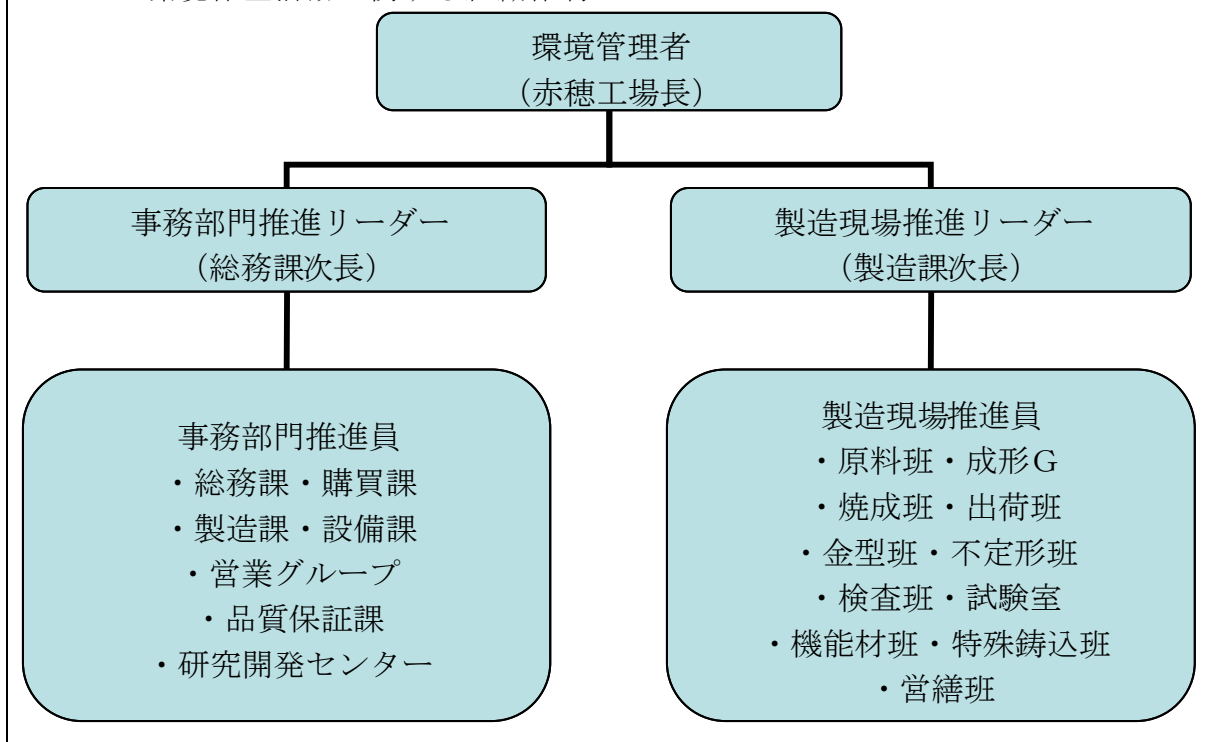 環境管理者
（赤穂工場長）
事務部門推進リーダー
（総務課次長）
製造現場推進リーダー
（製造課次長）
事務部門推進員
・総務課・購買課
・製造課・設備課
・営業グループ
・品質保証課
・研究開発センター
製造現場推進員
・原料班・成形Ｇ
・焼成班・出荷班
・金型班・不定形班
・検査班・試験室
・機能材班・特殊鋳込班
・営繕班